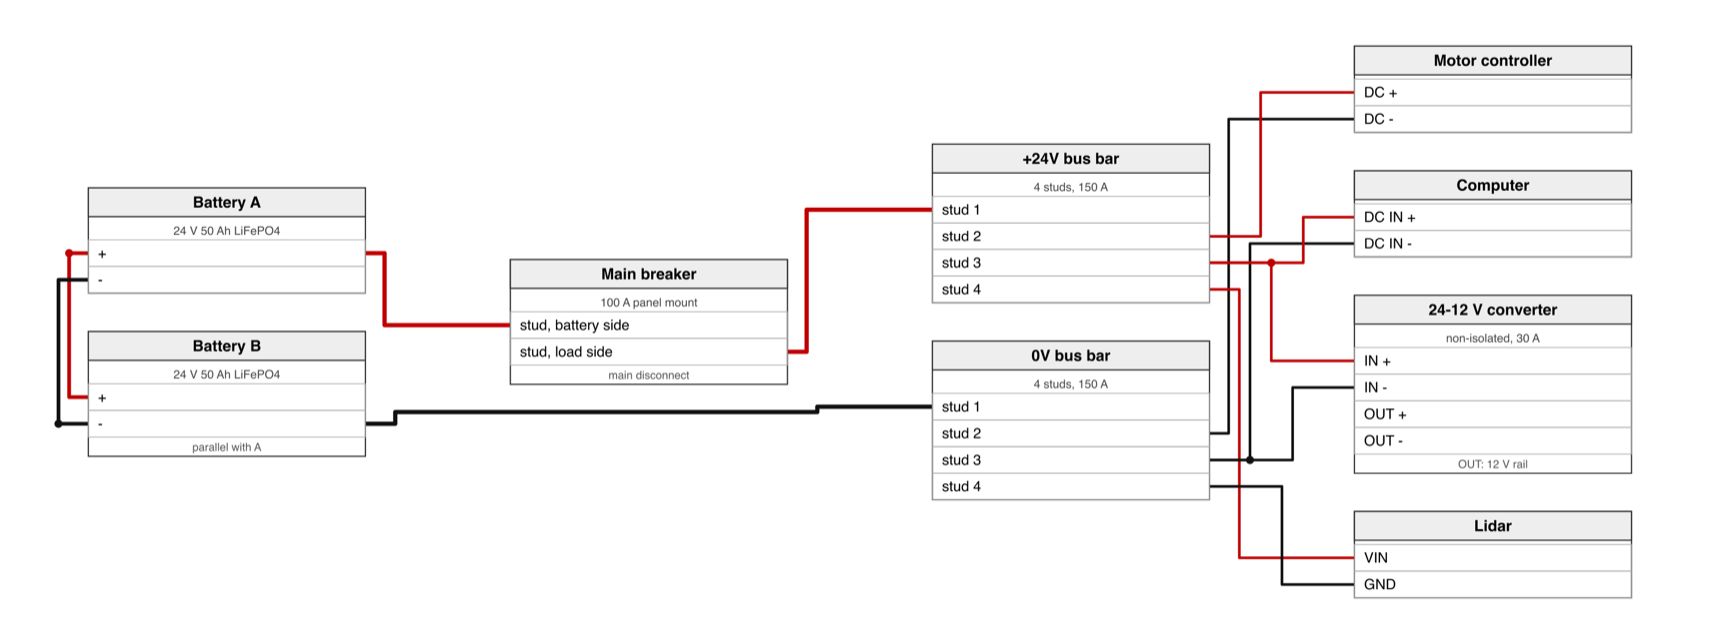 Battery A
24 V 50 Ah LiFePO4
+
-
Battery B
24 V 50 Ah LiFePO4
+
-
parallel with A
Main breaker
100 A panel mount
stud, battery side
stud, load side
main disconnect
+24V bus bar
4 studs, 150 A
stud 1
stud 2
stud 3
stud 4
0V bus bar
4 studs, 150 A
stud 1
stud 2
stud 3
stud 4
Motor controller
DC +
DC -
Computer
DC IN +
DC IN -
24-12 V converter
non-isolated, 30 A
IN +
IN -
OUT +
OUT -
OUT: 12 V rail
Lidar
VIN
GND